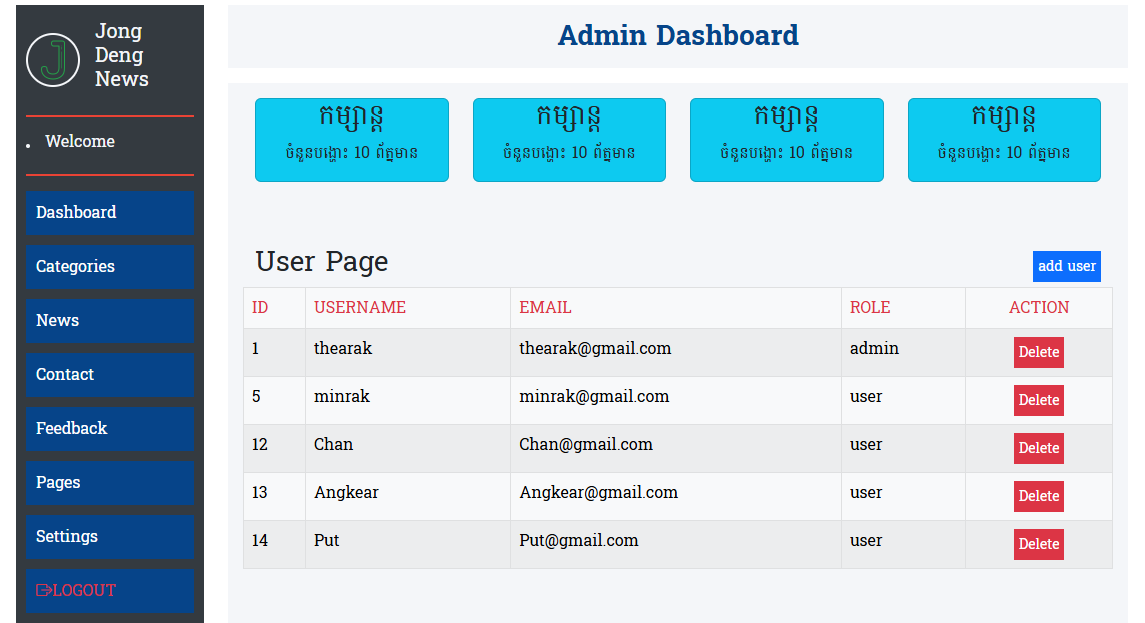 Jong
Deng
News
Welcome
Dashboard
Categories
News
Contact
Feedback
Pages
Settings
LOGOUT
Admin Dashboard
កម្សាន្ត កម្សាន្ត កម្សាន្ត កម្សាន្ត
ចំនួនបង្ហោះ 10 ព័ត្នមាន ចំនួនបង្ហោះ 10 ព័ត្នមាន ចំនួនបង្ហោះ 10 ព័ត្នមាន ចំនួនបង្ហោះ 10 ព័ត្នមាន
User Page add user
ID USERNAME EMAIL ROLE ACTION
1 thearak thearak@gmail.com admin Delete
5 minrak minrak@gmail.com user Delete
12 Chan Chan@gmail.com user Delete
13 Angkear Angkear@gmail.com user Delete
14 Put Put@gmail.com user Delete